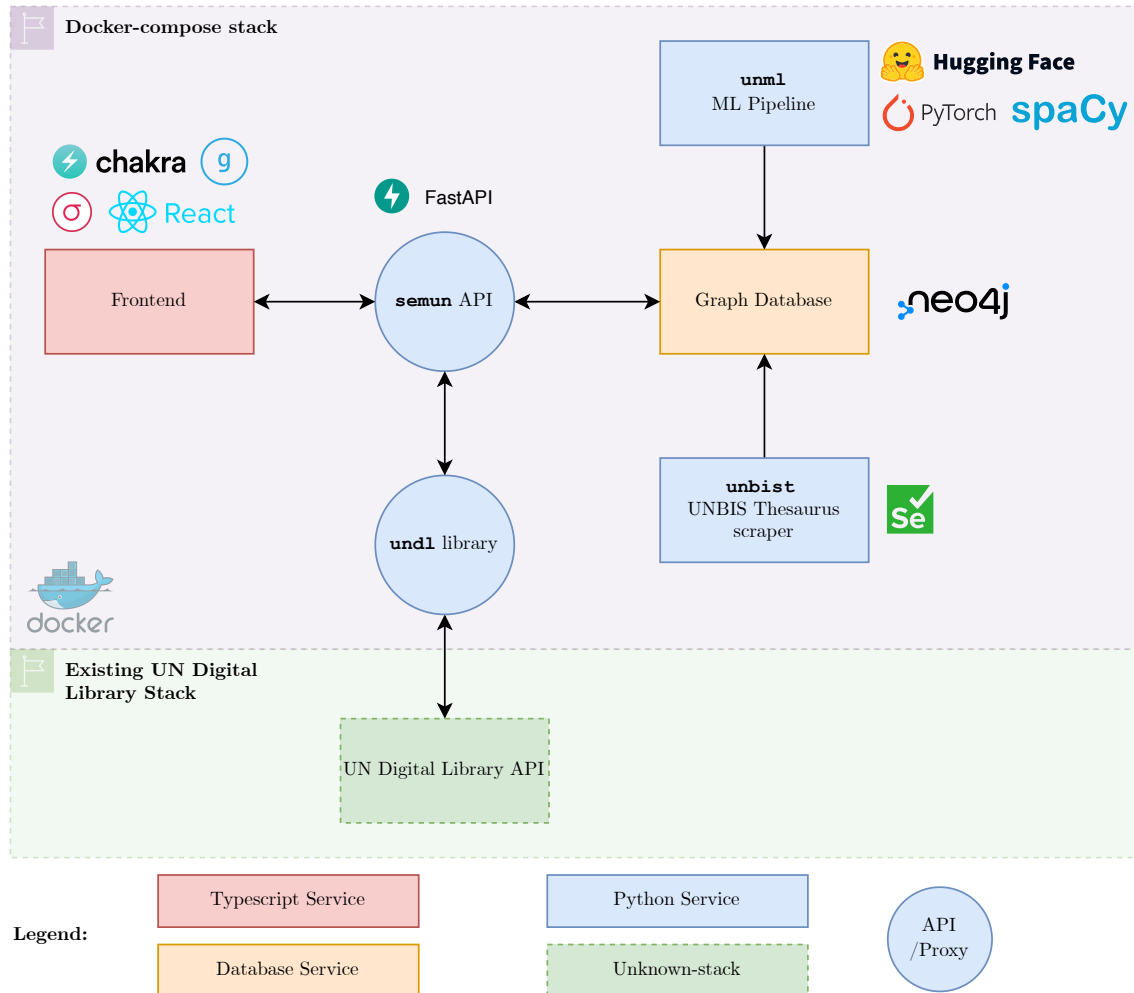 Docker-compose stack
unml
ML Pipeline
Hugging Face
PyTorch spaCy
chakra g
σ React
FastAPI
Frontend
semun API
Graph Database
neo4j
unbist
UNBIS Thesaurus
scraper
Se
undl library
docker
Existing UN Digital
Library Stack
UN Digital Library API
Legend:
Typescript Service
Python Service
Database Service
Unknown-stack
API
/Proxy